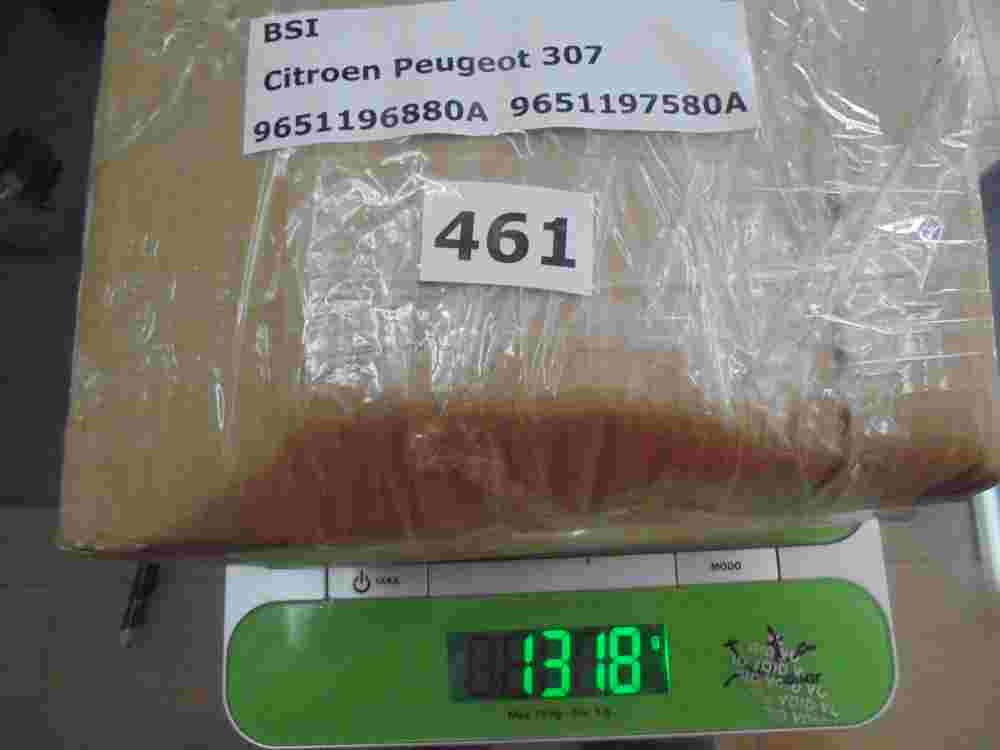 BSI
Citroen Peugeot 307
9651196880A 9651197580A
461
MODO
1318